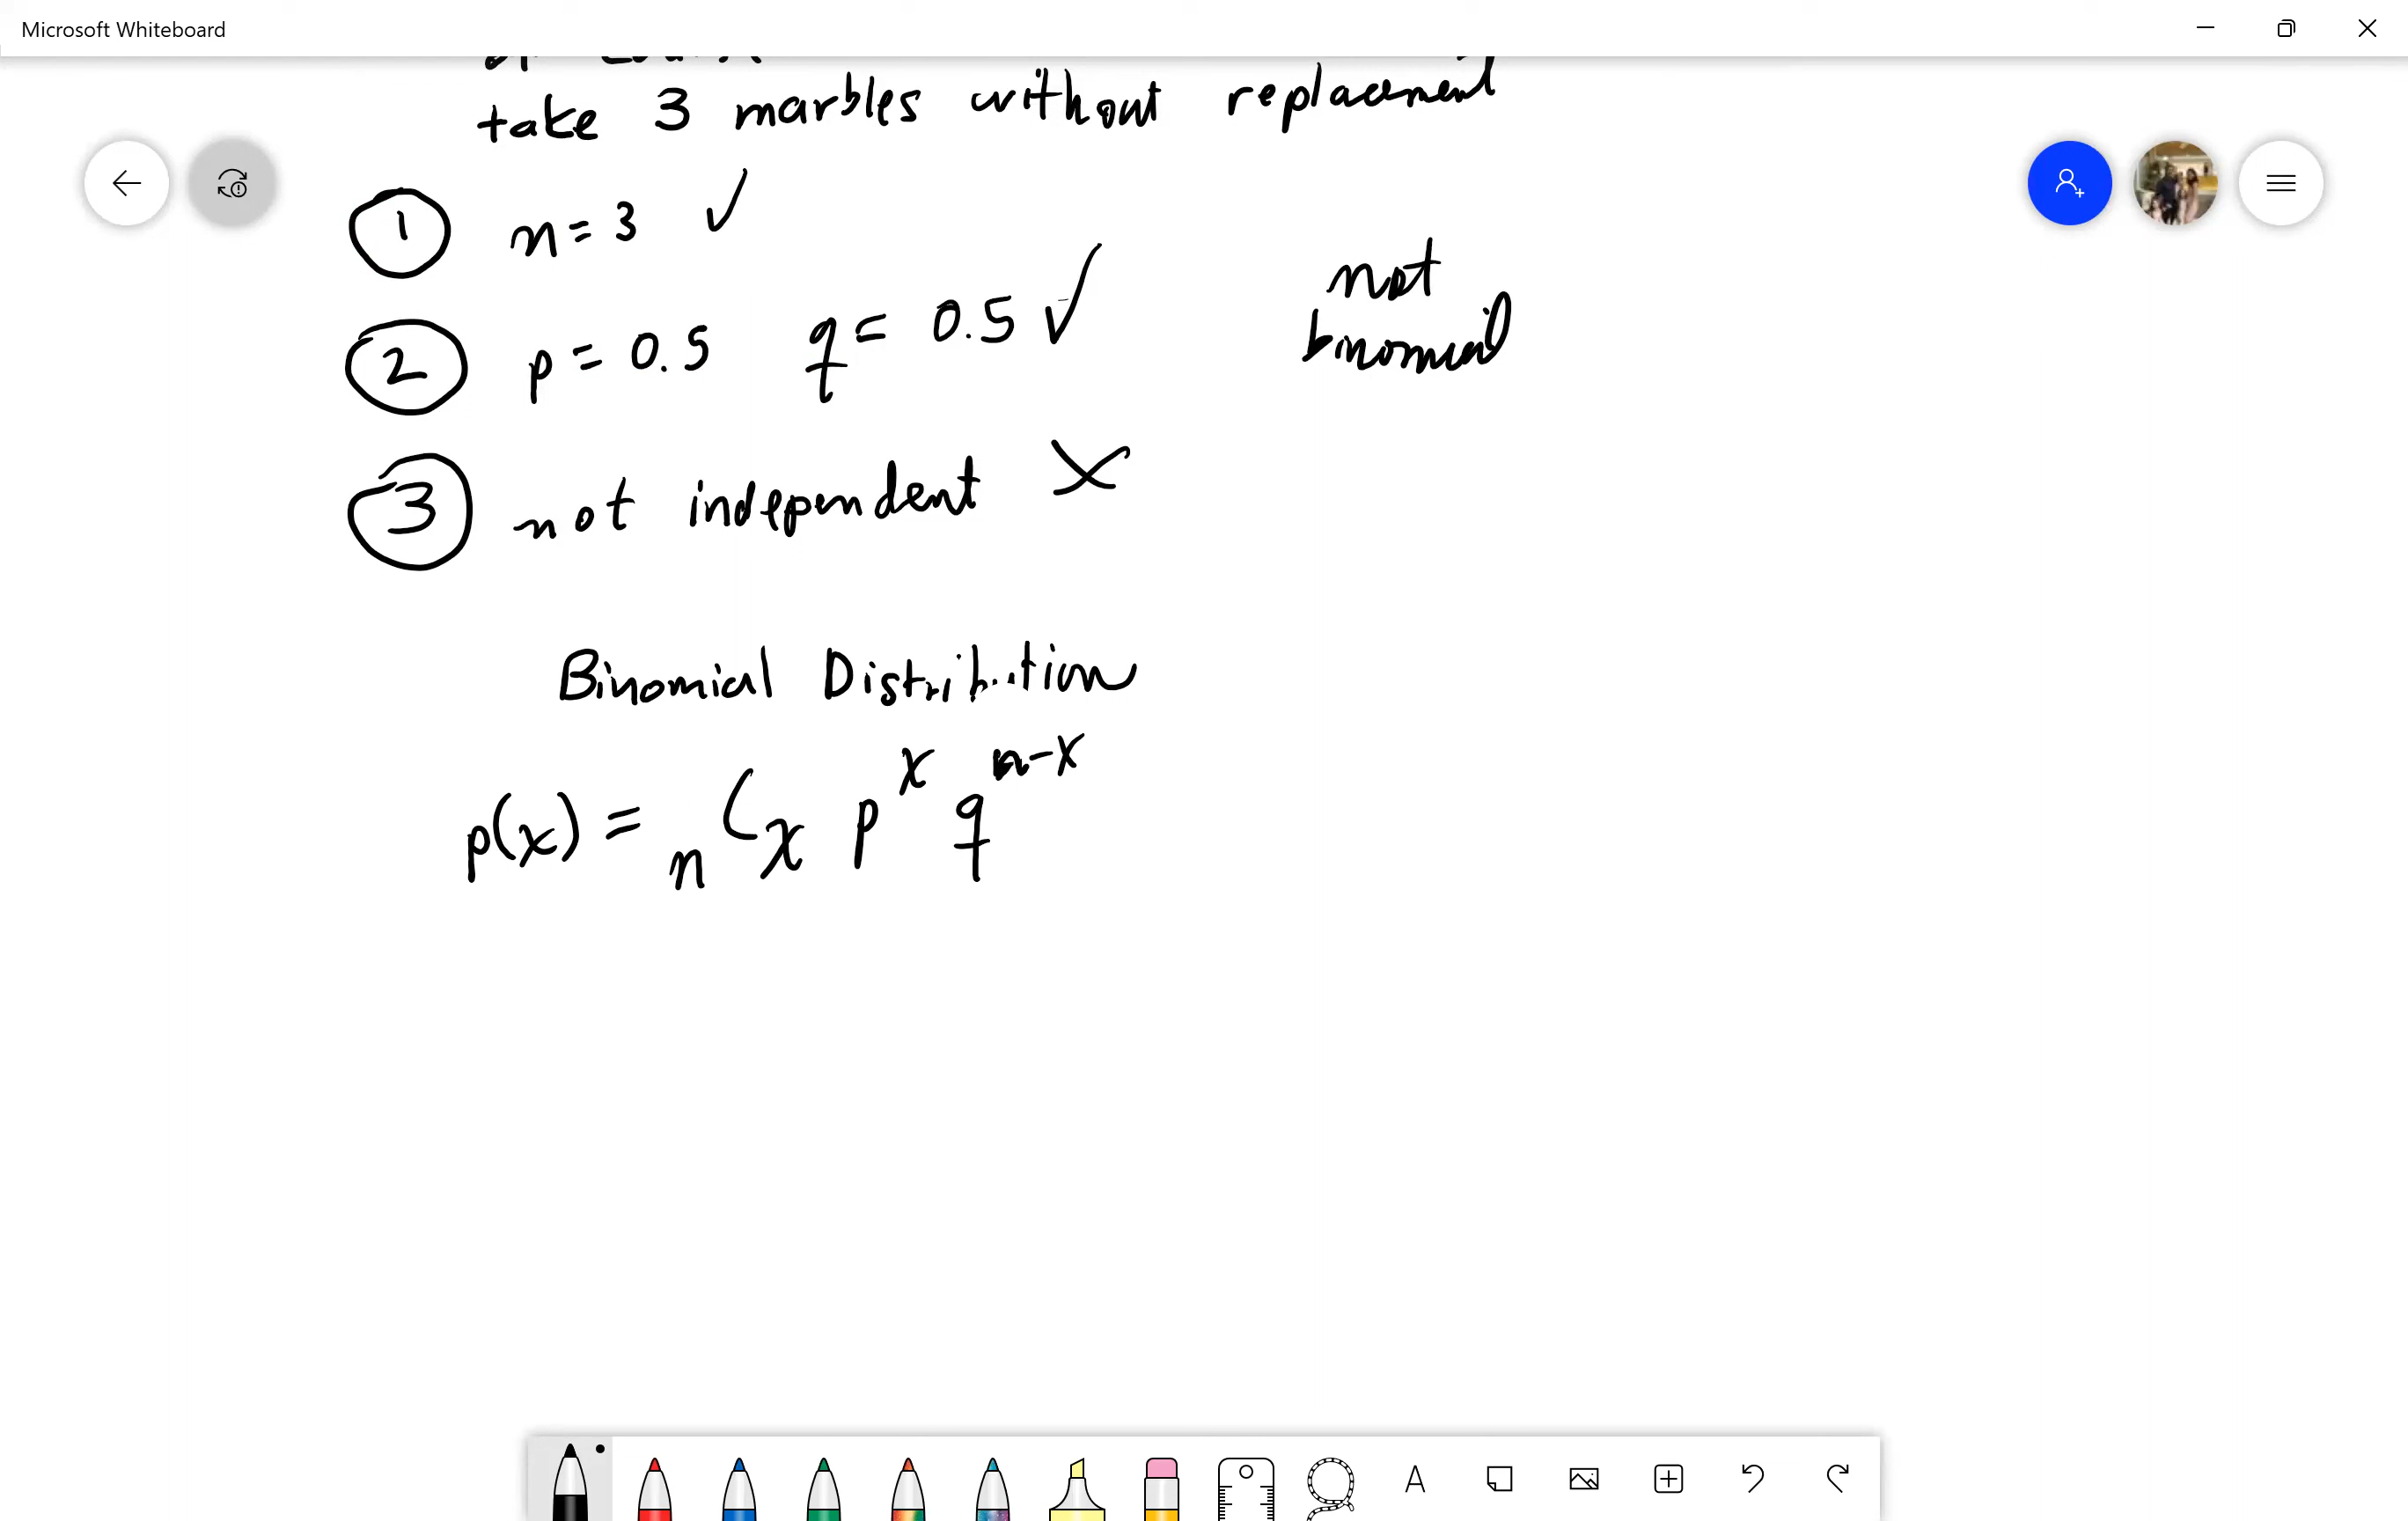 Microsoft Whiteboard
take 3 marbles without replacement
1 n = 3 ✓
2 p = 0.5 q = 0.5 ✓
not
binomial
3 not independent X
Binomial Distribution
p(x) = nCx p^x q^(n-x)
A